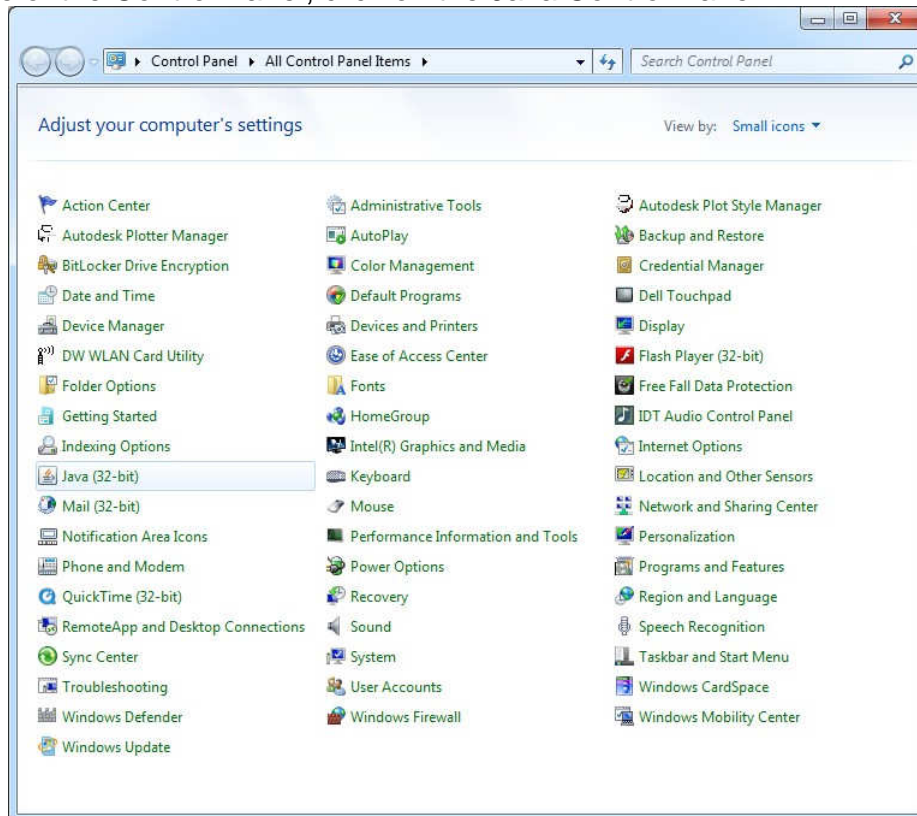 Control Panel ▸ All Control Panel Items ▸ Search Control Panel
Adjust your computer's settings View by: Small icons
Action Center Administrative Tools Autodesk Plot Style Manager
Autodesk Plotter Manager AutoPlay Backup and Restore
BitLocker Drive Encryption Color Management Credential Manager
Date and Time Default Programs Dell Touchpad
Device Manager Devices and Printers Display
DW WLAN Card Utility Ease of Access Center Flash Player (32-bit)
Folder Options Fonts Free Fall Data Protection
Getting Started HomeGroup IDT Audio Control Panel
Indexing Options Intel(R) Graphics and Media Internet Options
Java (32-bit) Keyboard Location and Other Sensors
Mail (32-bit) Mouse Network and Sharing Center
Notification Area Icons Performance Information and Tools Personalization
Phone and Modem Power Options Programs and Features
QuickTime (32-bit) Recovery Region and Language
RemoteApp and Desktop Connections Sound Speech Recognition
Sync Center System Taskbar and Start Menu
Troubleshooting User Accounts Windows CardSpace
Windows Defender Windows Firewall Windows Mobility Center
Windows Update